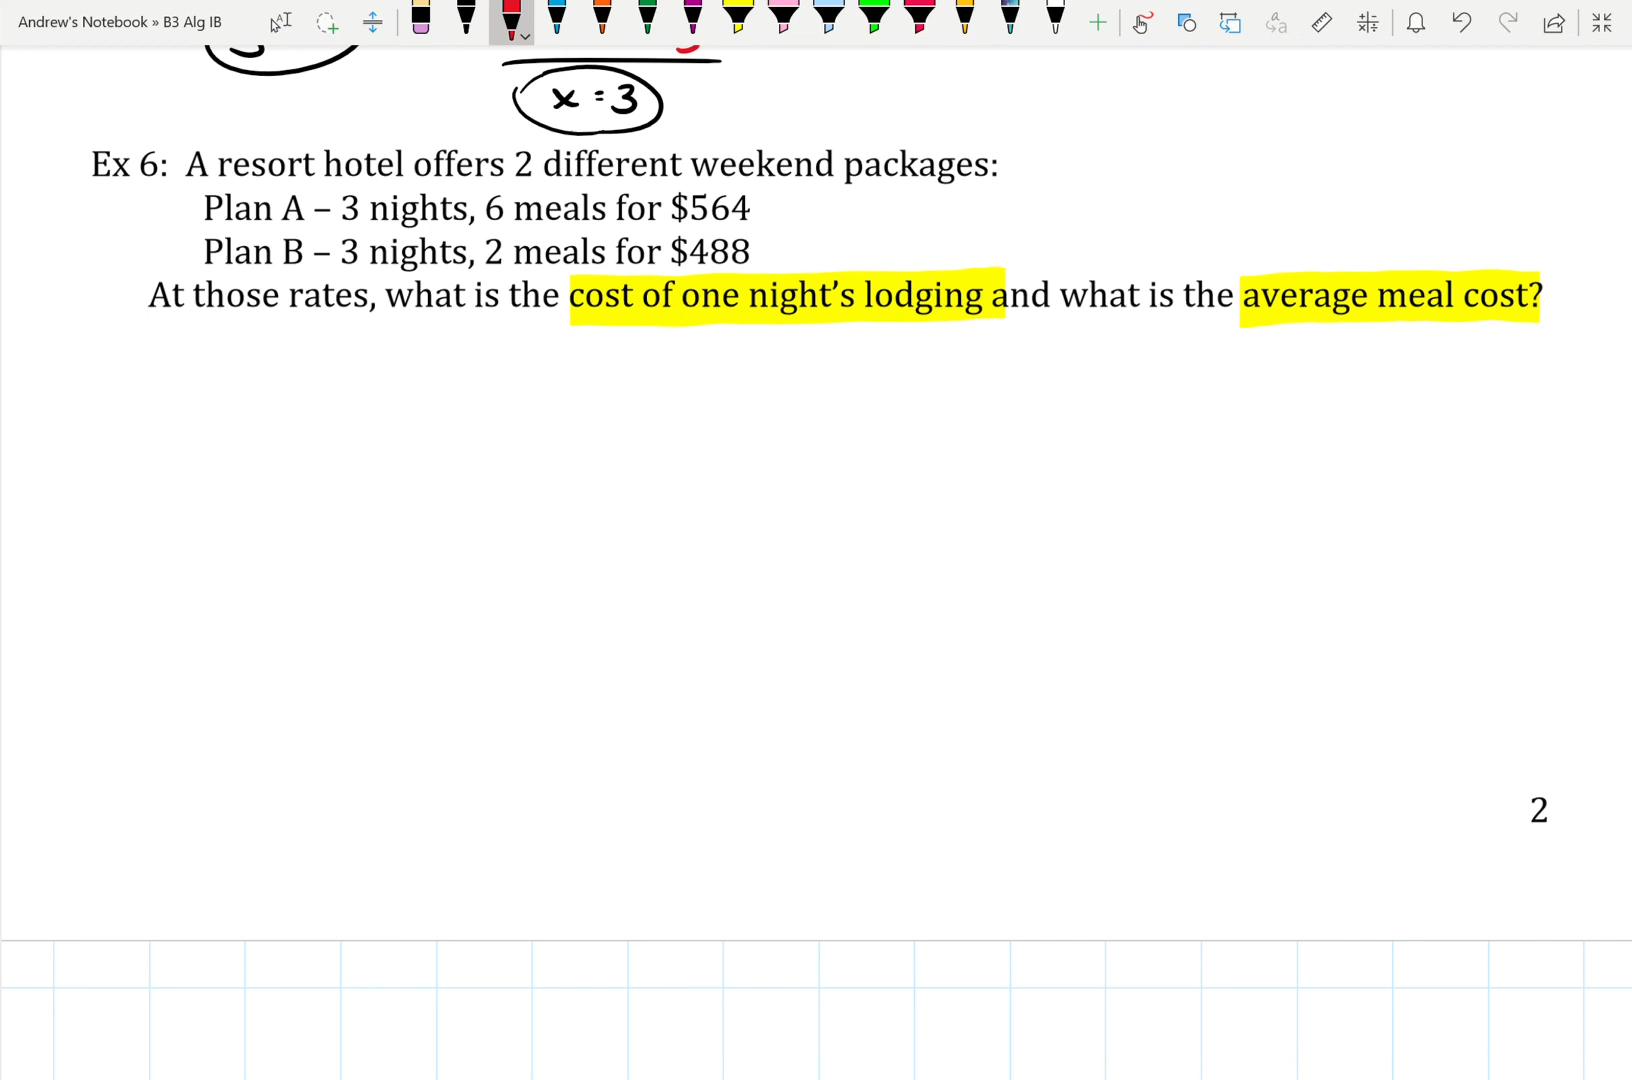 Andrew's Notebook » B3 Alg IB
x = 3
Ex 6: A resort hotel offers 2 different weekend packages:
Plan A – 3 nights, 6 meals for $564
Plan B – 3 nights, 2 meals for $488
At those rates, what is the cost of one night's lodging and what is the average meal cost?
2